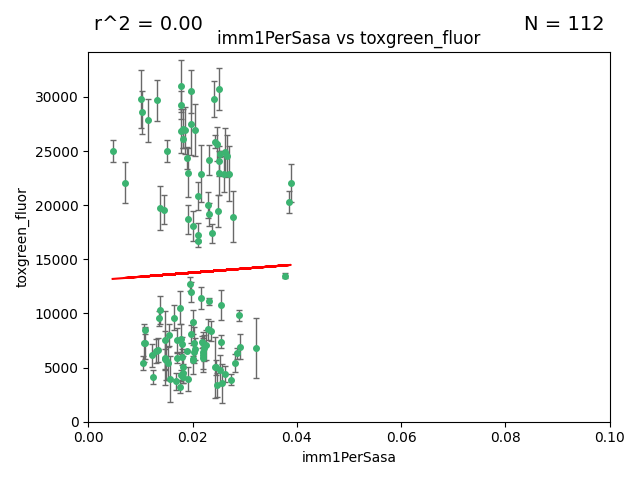 r^2 = 0.00
N = 112
imm1PerSasa vs toxgreen_fluor
toxgreen_fluor
30000
25000
20000
15000
10000
5000
0
0.00
0.02
0.04
0.06
0.08
0.10
imm1PerSasa